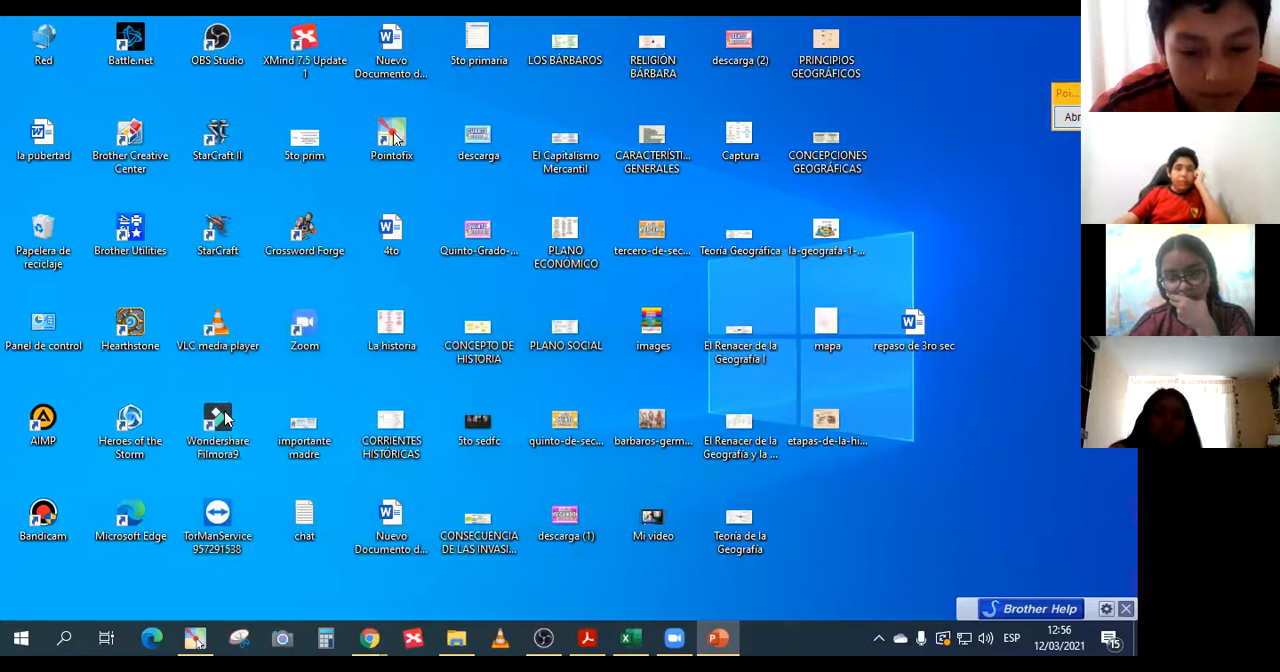 Red
Battle.net
OBS Studio
XMind 7.5 Update
1
Nuevo
Documento d...
5to primaria
LOS BÁRBAROS
RELIGIÓN
BÁRBARA
descarga (2)
PRINCIPIOS
GEOGRÁFICOS
Poi...
Abr
la pubertad
Brother Creative
Center
StarCraft II
5to prim
Pointofix
descarga
El Capitalismo
Mercantil
CARACTERÍSTI...
GENERALES
Captura
CONCEPCIONES
GEOGRÁFICAS
Papelera de
reciclaje
Brother Utilities
StarCraft
Crossword Forge
4to
Quinto-Grado-...
PLANO
ECONÓMICO
tercero-de-sec...
Teoría Geográfica
la-geografa-1-...
Panel de control
Hearthstone
VLC media player
Zoom
La historia
CONCEPTO DE
HISTORIA
PLANO SOCIAL
images
El Renacer de la
Geografía I
mapa
repaso de 3ro sec
AIMP
Heroes of the
Storm
Wondershare
Filmora9
importante
madre
CORRIENTES
HISTÓRICAS
5to sedfc
quinto-de-sec...
barbaros-germ...
El Renacer de la
Geografía y la ...
etapas-de-la-hi...
Bandicam
Microsoft Edge
TorManService
957291538
chat
Nuevo
Documento d...
CONSECUENCIA
DE LAS INVASI...
descarga (1)
Mi video
Teoría de la
Geografía
Brother Help
ESP
12:56
12/03/2021
15